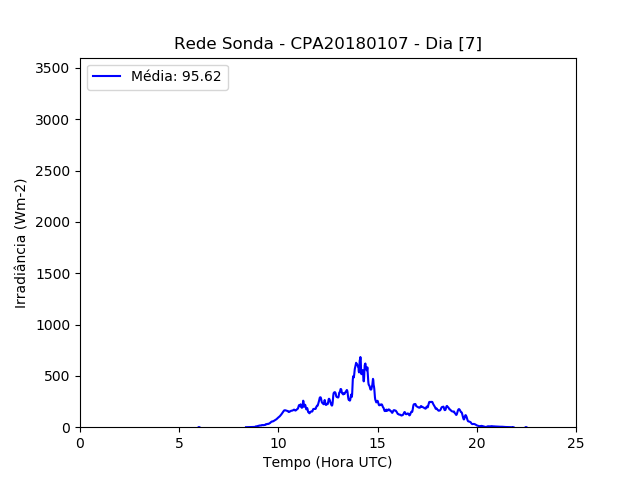 Rede Sonda - CPA20180107 - Dia [7]
Média: 95.62
3500
3000
2500
2000
1500
1000
500
0
Irradiância (Wm-2)
0 5 10 15 20 25
Tempo (Hora UTC)